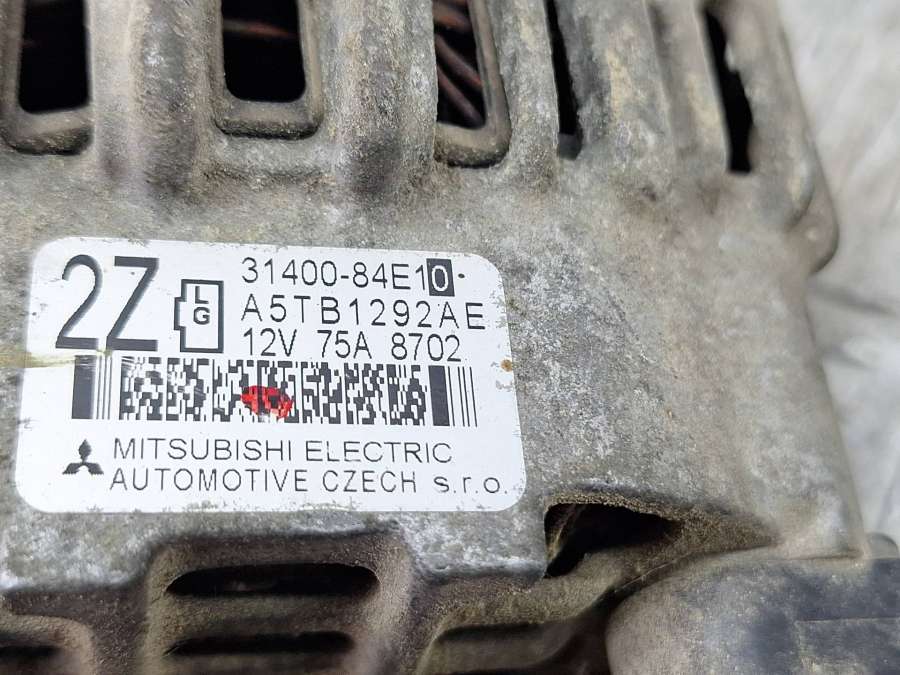 2Z
L
G
31400-84E10
A5TB1292AE
12V 75A 8702
MITSUBISHI ELECTRIC
AUTOMOTIVE CZECH s.r.o.